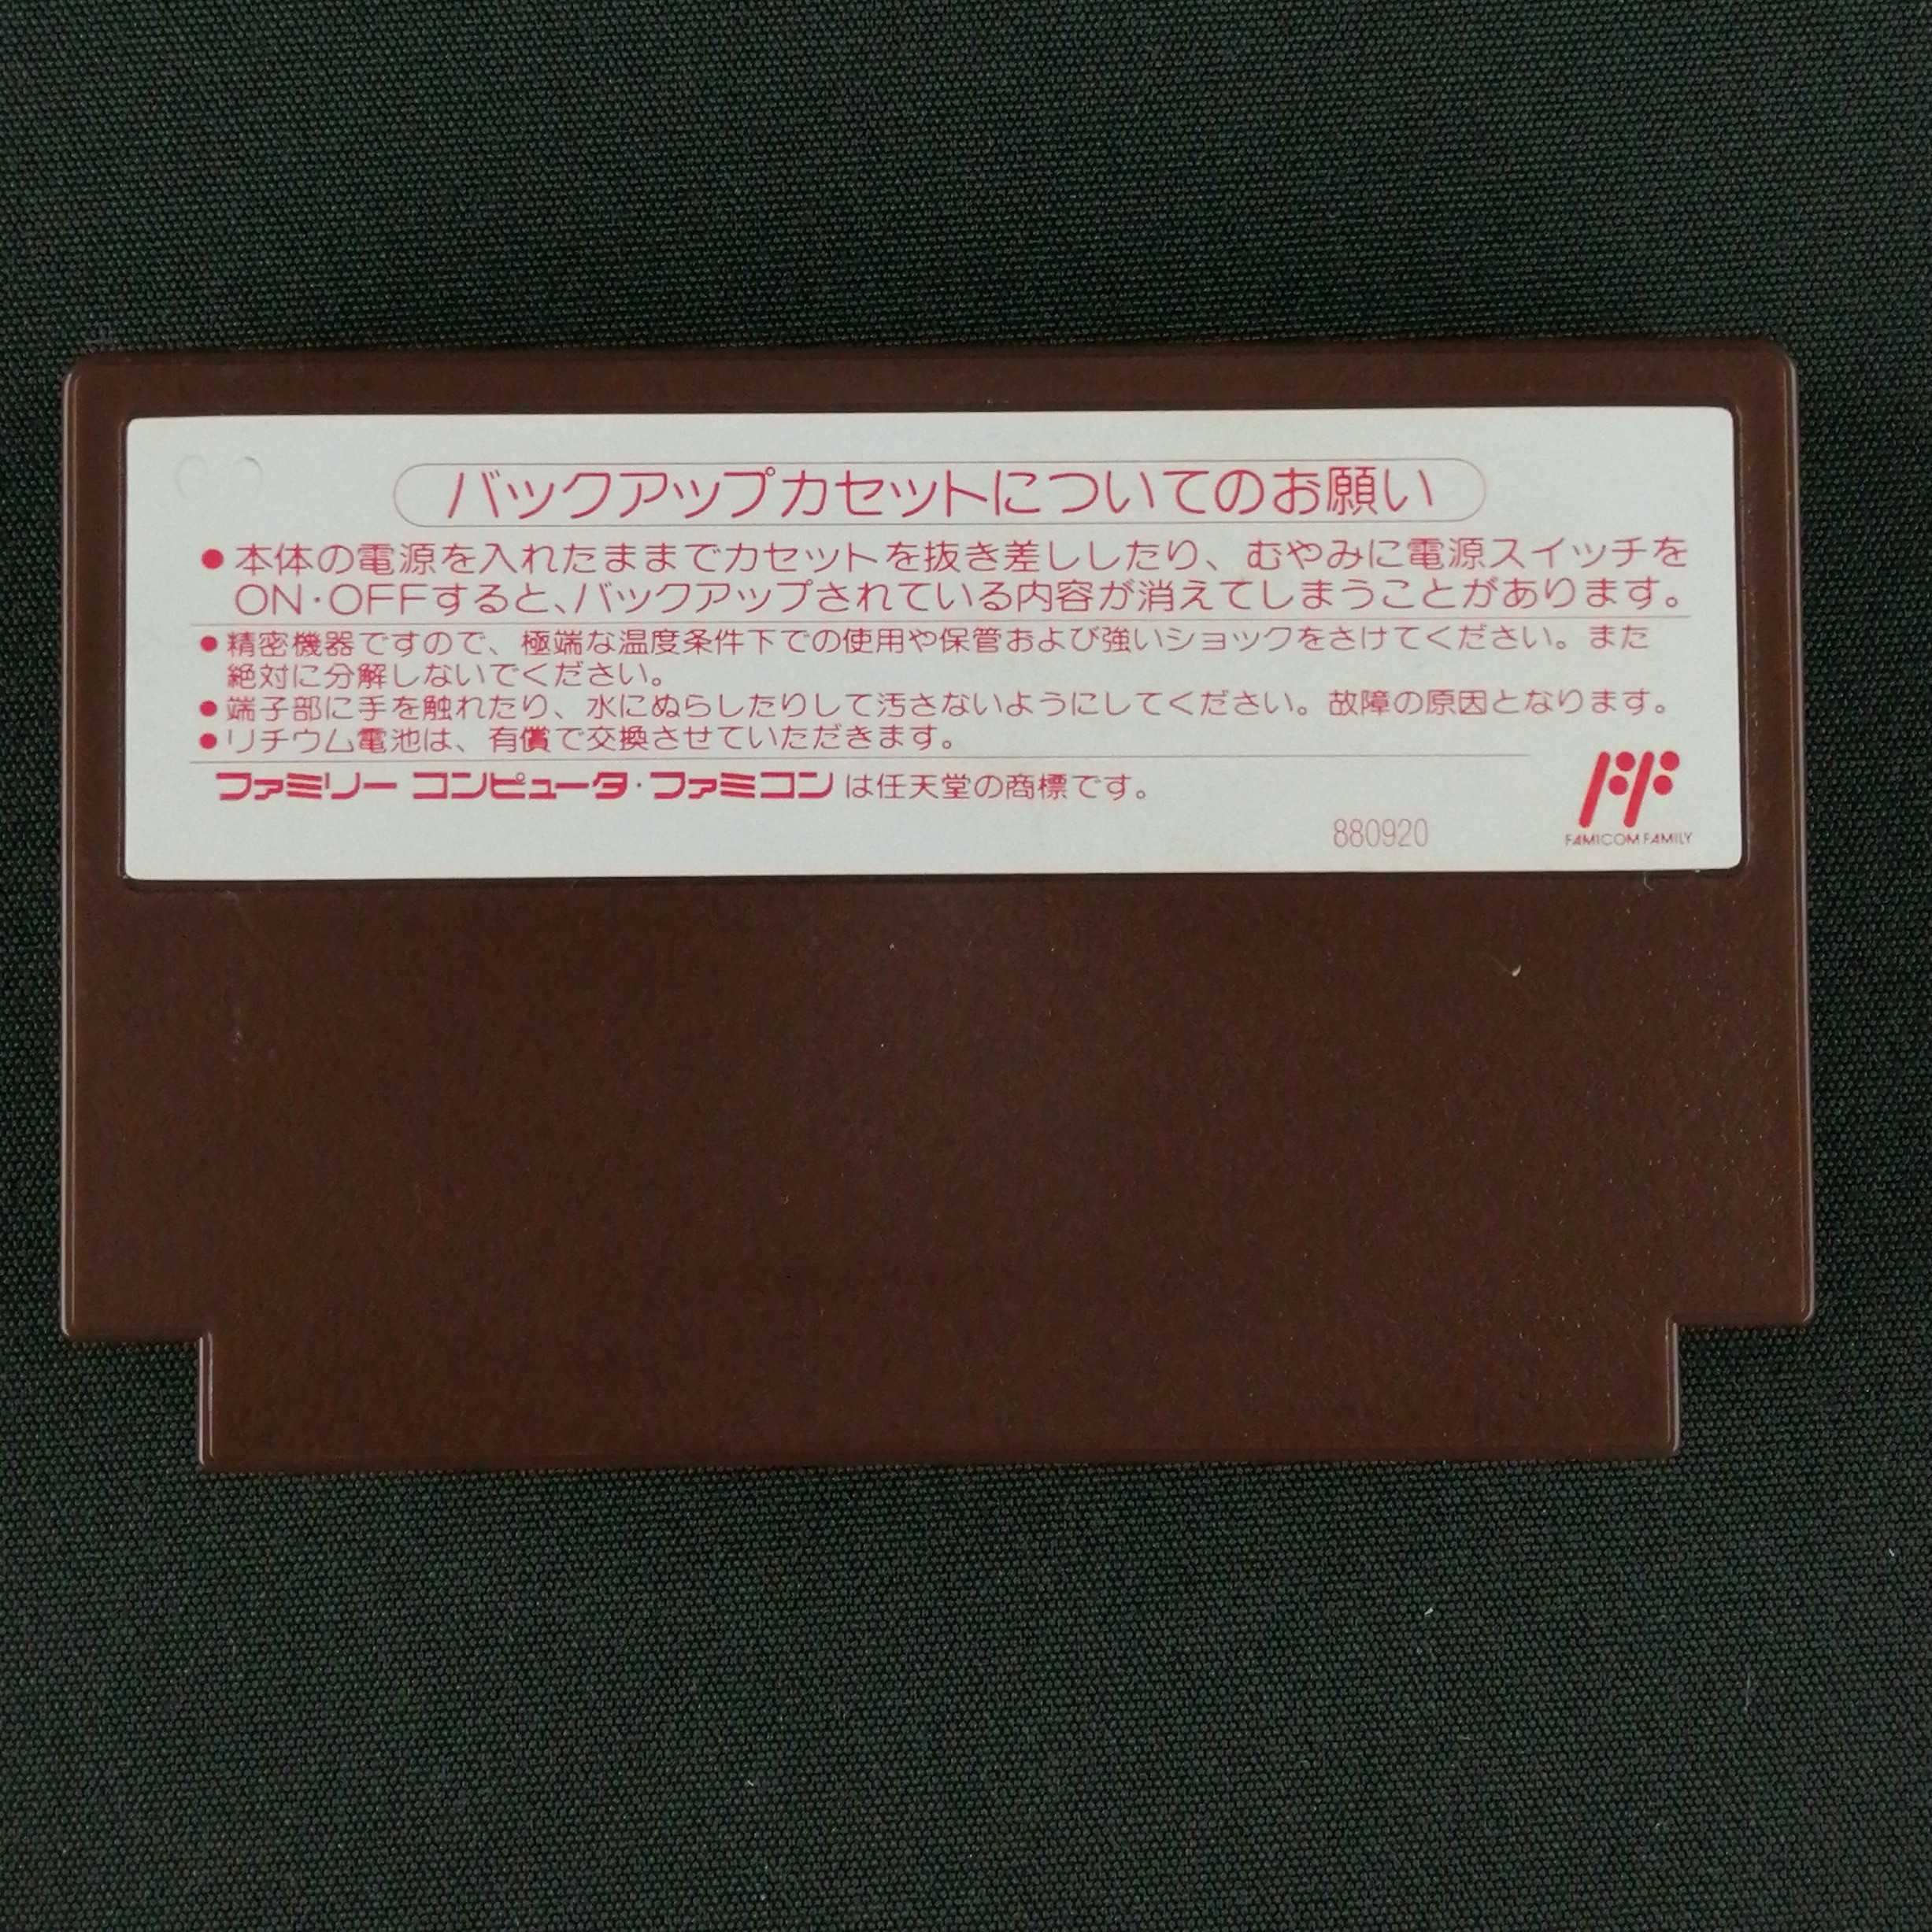 バックアップカセットについてのお願い
●本体の電源を入れたままでカセットを抜き差ししたり、むやみに電源スイッチを
ON·OFFすると、バックアップされている内容が消えてしまうことがあります。
●精密機器ですので、極端な温度条件下での使用や保管および強いショックをさけてください。また
絶対に分解しないでください。
●端子部に手を触れたり、水にぬらしたりして汚さないようにしてください。故障の原因となります。
●リチウム電池は、有償で交換させていただきます。
ファミリー コンピュータ·ファミコン は任天堂の商標です。
880920
FAMICOM FAMILY